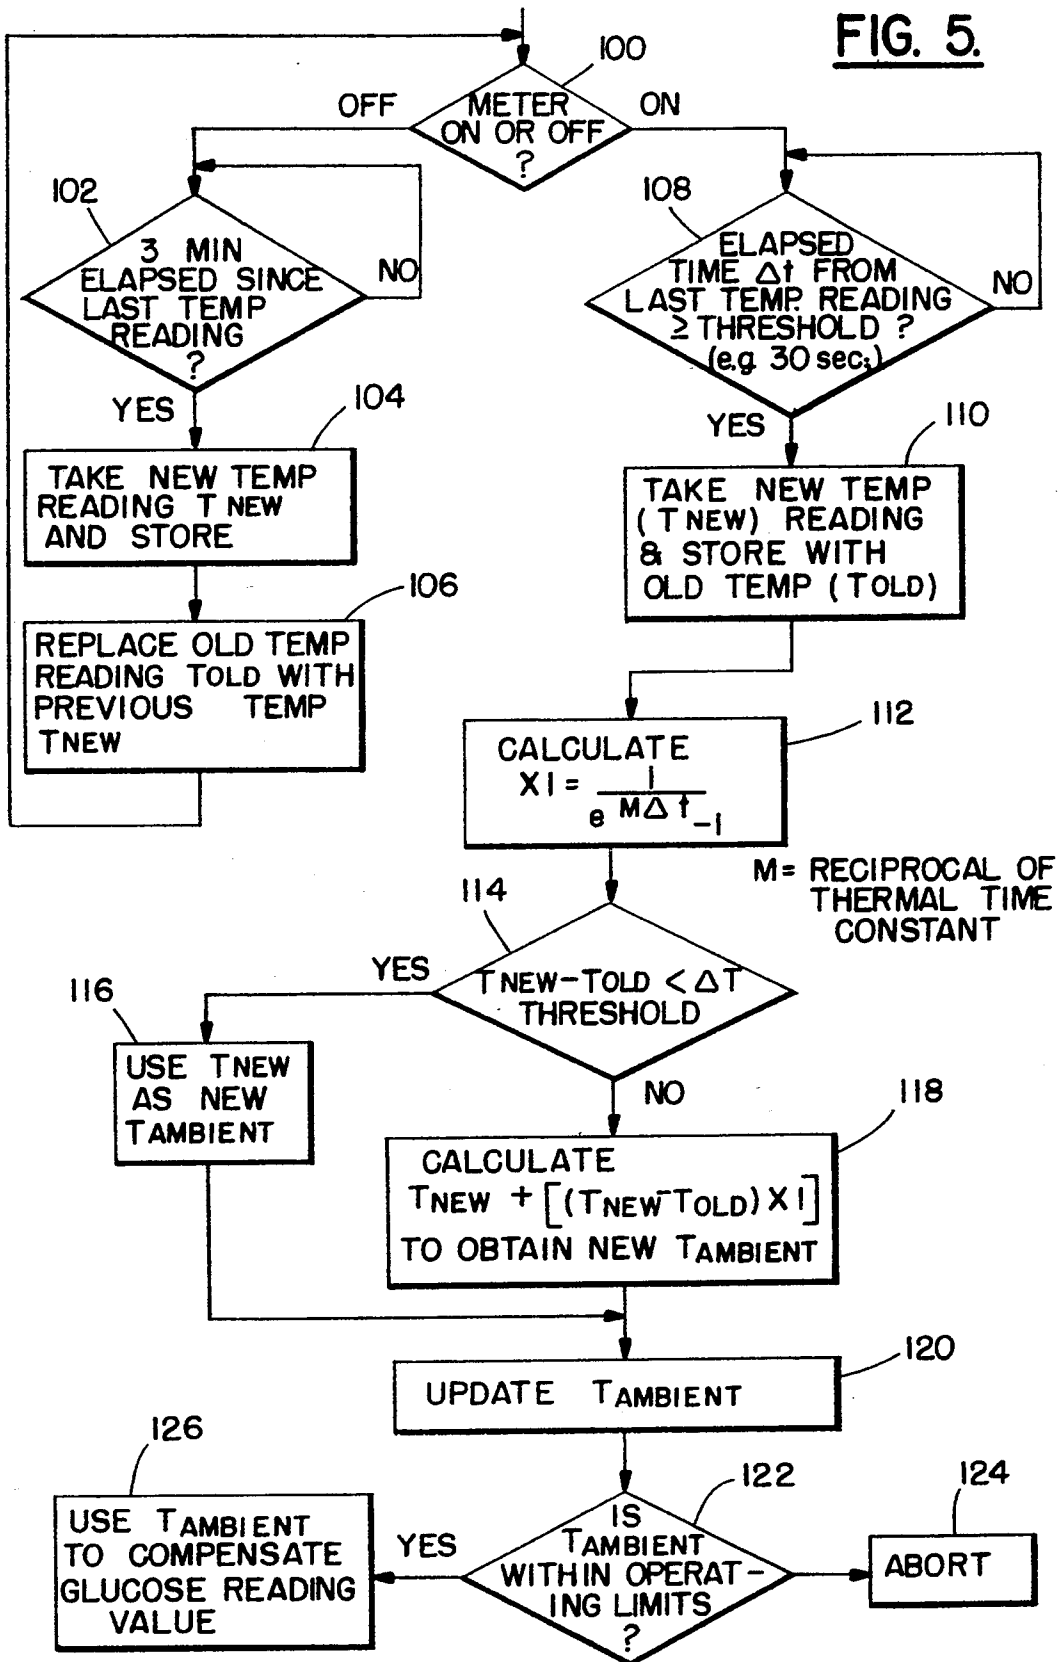 FIG. 5.
100
OFF
METER
ON OR OFF
?
ON
102
3 MIN
ELAPSED SINCE
LAST TEMP
READING
?
NO
YES
108
ELAPSED
TIME Δt FROM
LAST TEMP. READING
≥ THRESHOLD ?
(e.g. 30 sec.)
NO
YES
104
TAKE NEW TEMP
READING TNEW
AND STORE
106
REPLACE OLD TEMP
READING TOLD WITH
PREVIOUS TEMP
TNEW
110
TAKE NEW TEMP
(TNEW) READING
& STORE WITH
OLD TEMP (TOLD)
112
CALCULATE
X1 = 1
e MΔt -1
M = RECIPROCAL OF
THERMAL TIME
CONSTANT
114
YES
TNEW-TOLD < ΔT
THRESHOLD
NO
116
USE TNEW
AS NEW
TAMBIENT
118
CALCULATE
TNEW + [(TNEW-TOLD) X1]
TO OBTAIN NEW TAMBIENT
120
UPDATE TAMBIENT
122
IS
TAMBIENT
WITHIN OPERAT-
ING LIMITS
?
YES
124
ABORT
126
USE TAMBIENT
TO COMPENSATE
GLUCOSE READING
VALUE